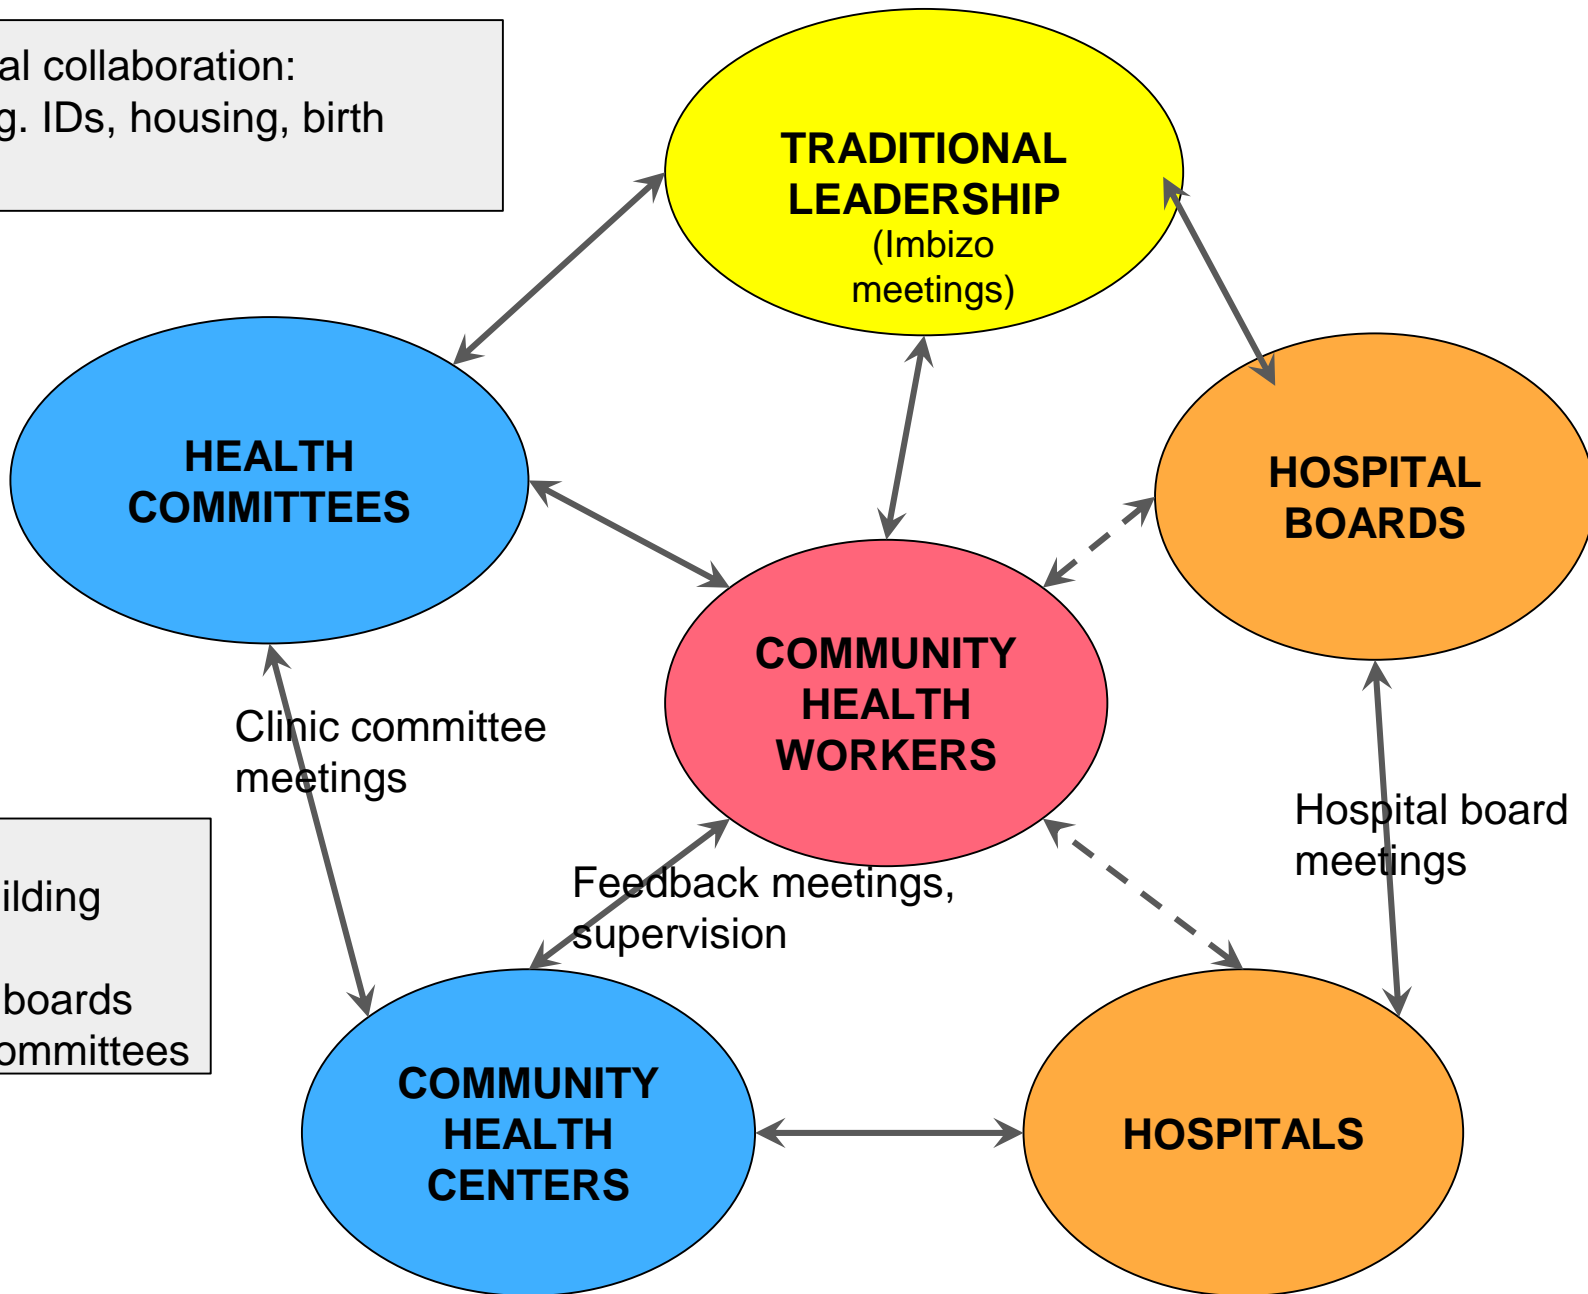 al collaboration:
g. IDs, housing, birth
TRADITIONAL
LEADERSHIP
(Imbizo
meetings)
HEALTH
COMMITTEES
HOSPITAL
BOARDS
COMMUNITY
HEALTH
WORKERS
Clinic committee
meetings
Hospital board
meetings
Feedback meetings,
supervision
ilding
boards
ommittees
COMMUNITY
HEALTH
CENTERS
HOSPITALS